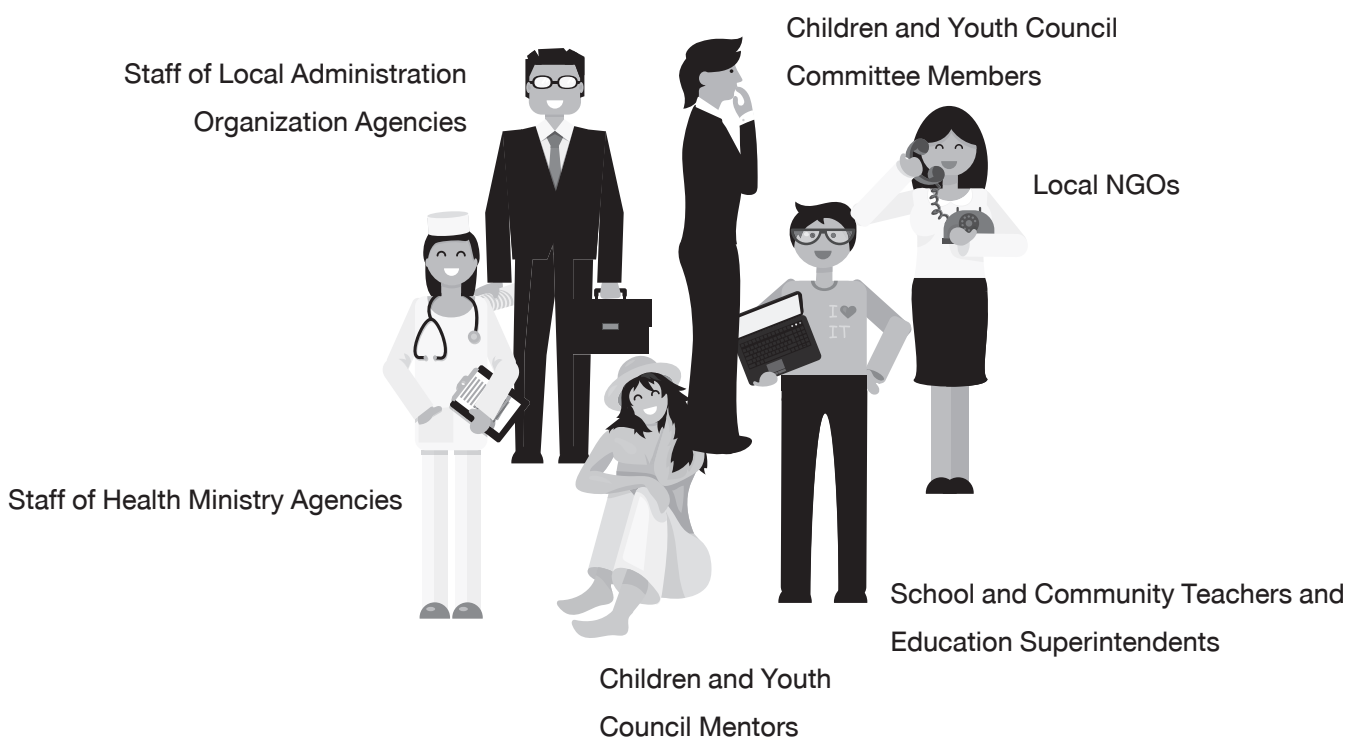 Children and Youth Council
Committee Members
Staff of Local Administration
Organization Agencies
Local NGOs
I ♥
IT
Staff of Health Ministry Agencies
School and Community Teachers and
Education Superintendents
Children and Youth
Council Mentors